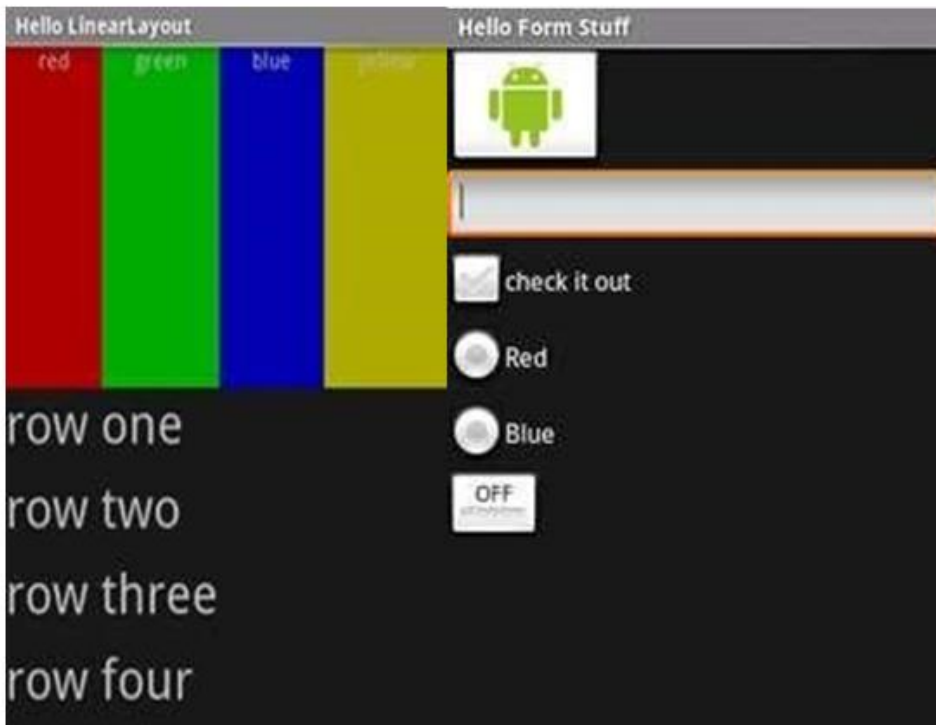 Hello LinearLayout
red green blue yellow
row one
row two
row three
row four
Hello Form Stuff
check it out
Red
Blue
OFF